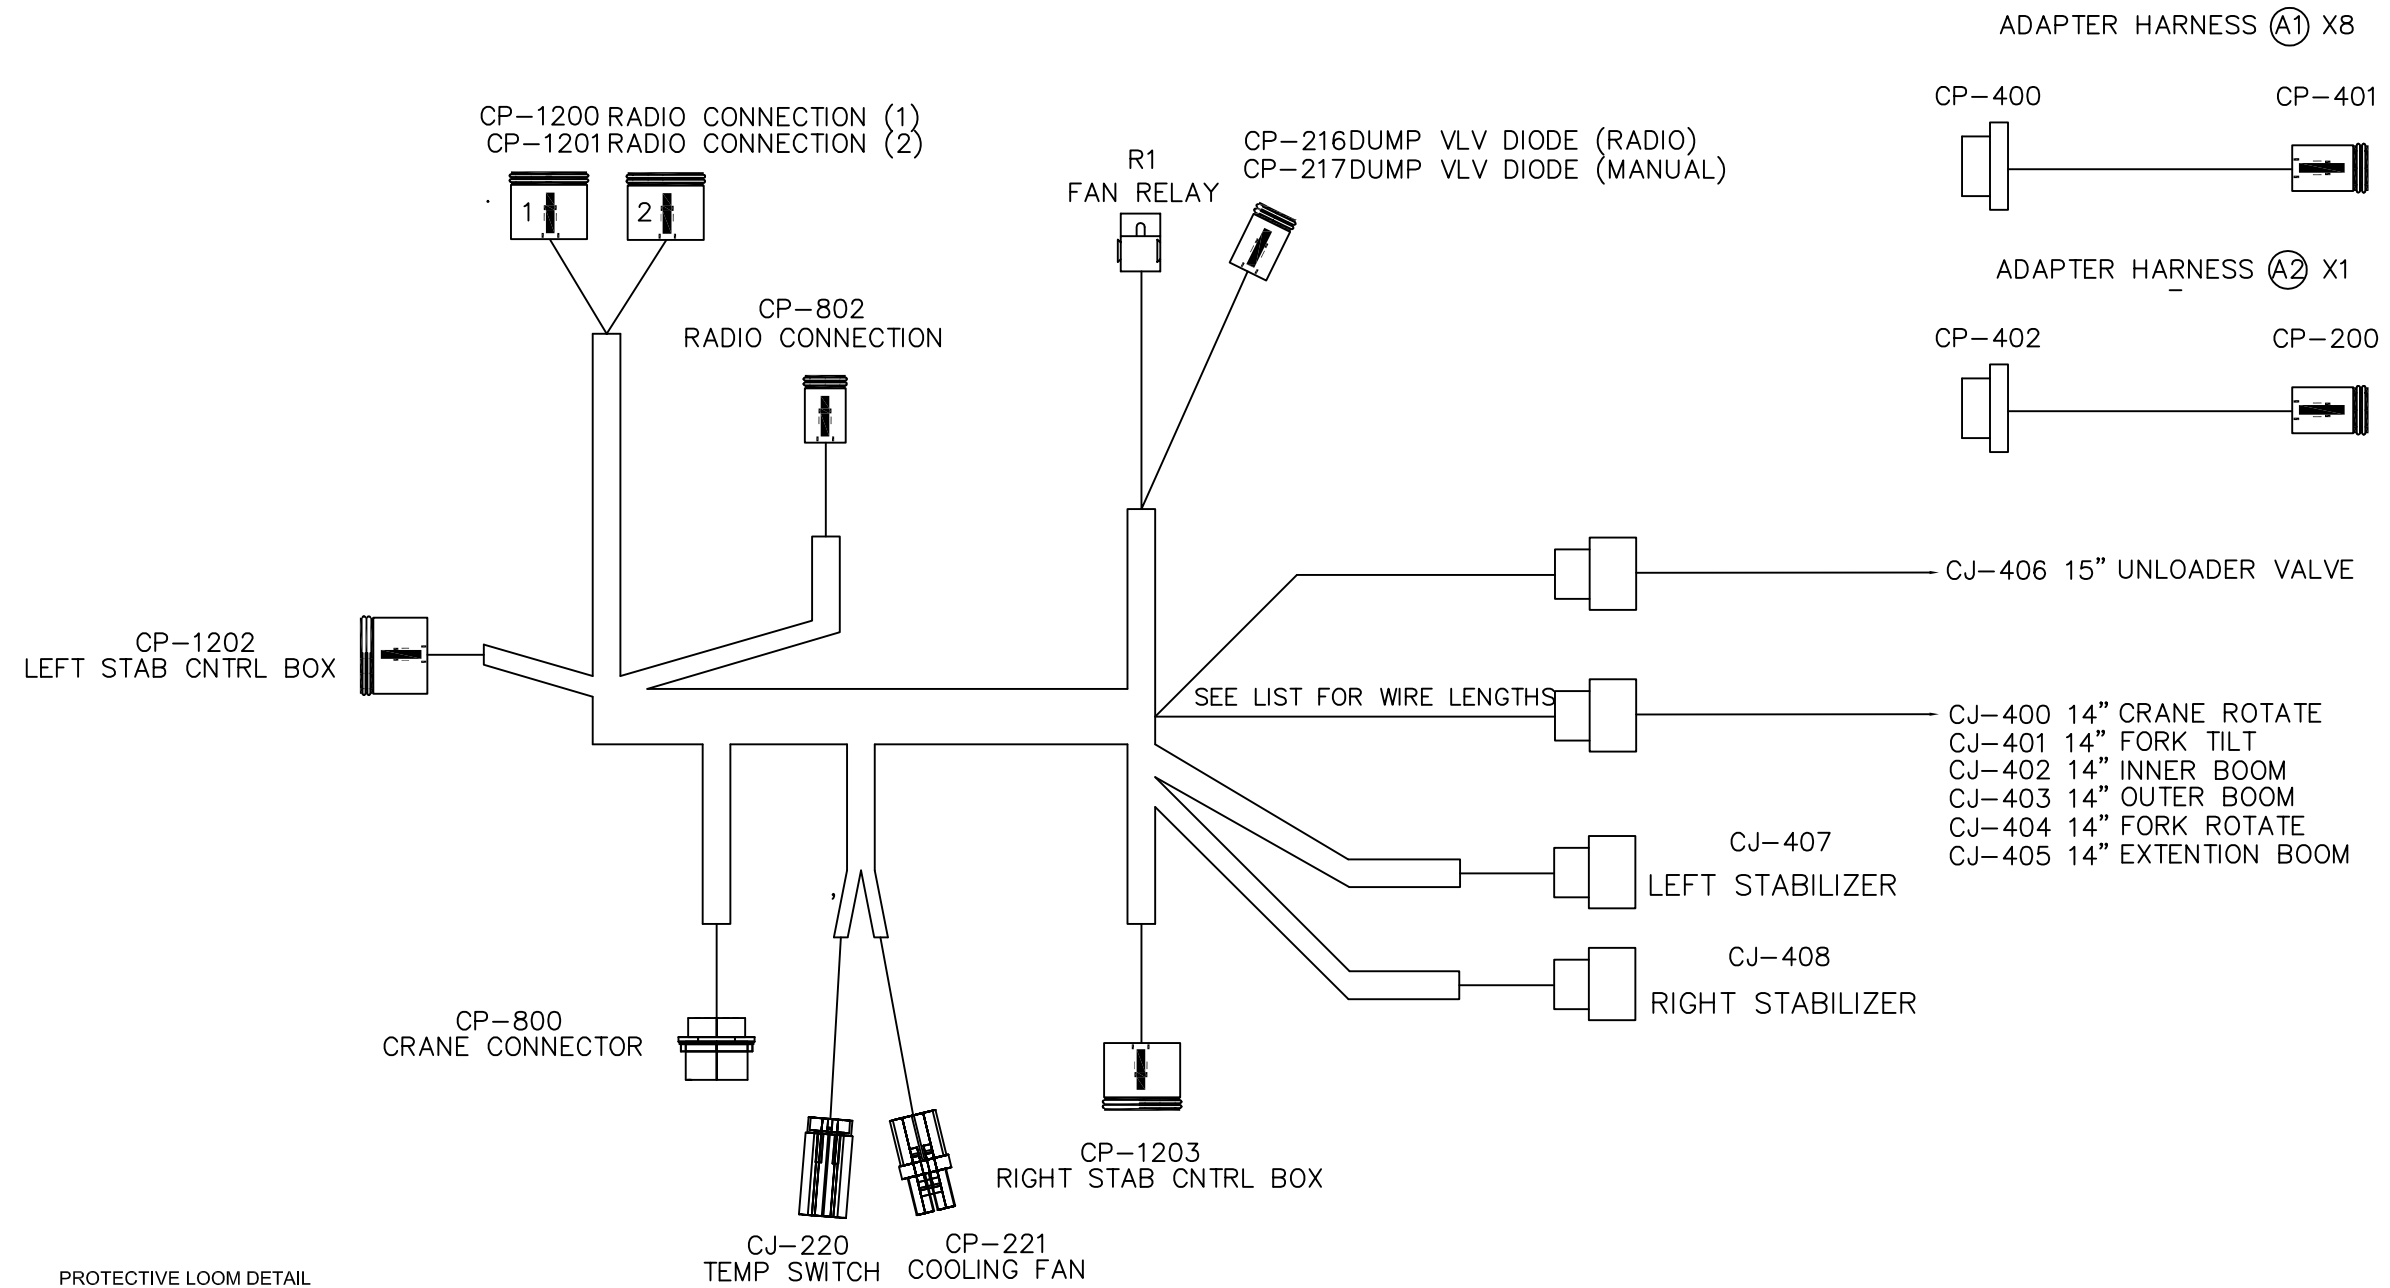 ADAPTER HARNESS A1 X8
CP-400
CP-401
CP-1200 RADIO CONNECTION (1)
CP-1201 RADIO CONNECTION (2)
CP-216 DUMP VLV DIODE (RADIO)
CP-217 DUMP VLV DIODE (MANUAL)
R1
FAN RELAY
1
2
ADAPTER HARNESS A2 X1
CP-402
CP-200
CP-802
RADIO CONNECTION
CJ-406 15" UNLOADER VALVE
CP-1202
LEFT STAB CNTRL BOX
SEE LIST FOR WIRE LENGTHS
CJ-400 14" CRANE ROTATE
CJ-401 14" FORK TILT
CJ-402 14" INNER BOOM
CJ-403 14" OUTER BOOM
CJ-404 14" FORK ROTATE
CJ-405 14" EXTENTION BOOM
CJ-407
LEFT STABILIZER
CJ-408
RIGHT STABILIZER
CP-800
CRANE CONNECTOR
CP-1203
RIGHT STAB CNTRL BOX
CJ-220
TEMP SWITCH
CP-221
COOLING FAN
PROTECTIVE LOOM DETAIL